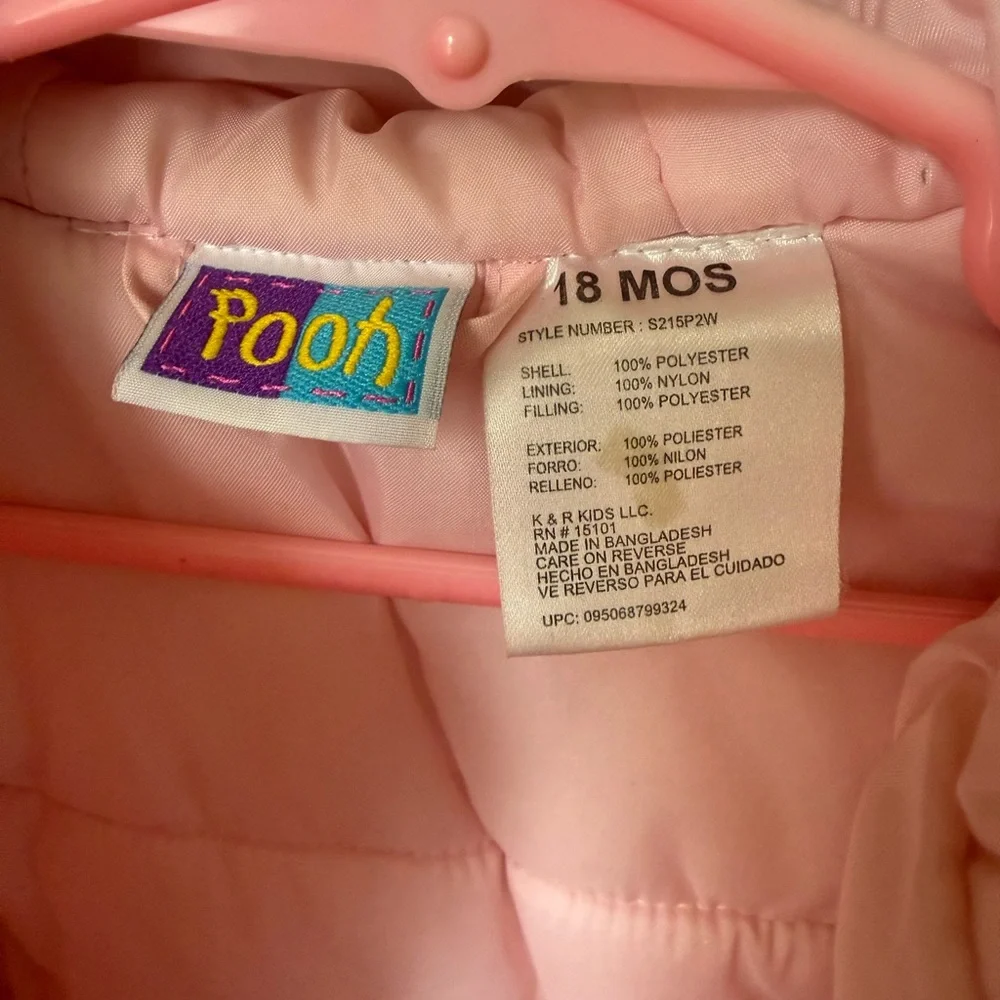 Pooh
18 MOS
STYLE NUMBER : S215P2W
SHELL: 100% POLYESTER
LINING: 100% NYLON
FILLING: 100% POLYESTER
EXTERIOR: 100% POLIESTER
FORRO: 100% NILON
RELLENO: 100% POLIESTER
K & R KIDS LLC.
RN # 15101
MADE IN BANGLADESH
CARE ON REVERSE
HECHO EN BANGLADESH
VE REVERSO PARA EL CUIDADO
UPC: 095068799324